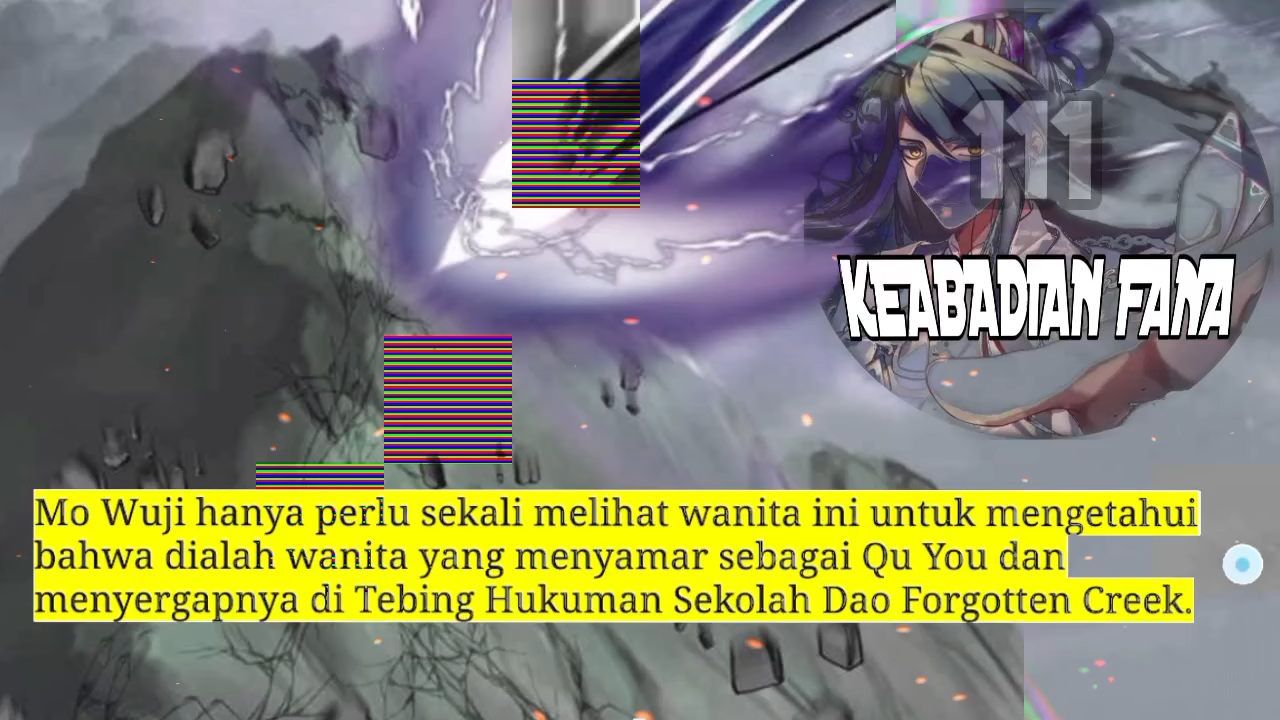 111
KEABADIAN FANA
Mo Wuji hanya perlu sekali melihat wanita ini untuk mengetahui
bahwa dialah wanita yang menyamar sebagai Qu You dan
menyergapnya di Tebing Hukuman Sekolah Dao Forgotten Creek.